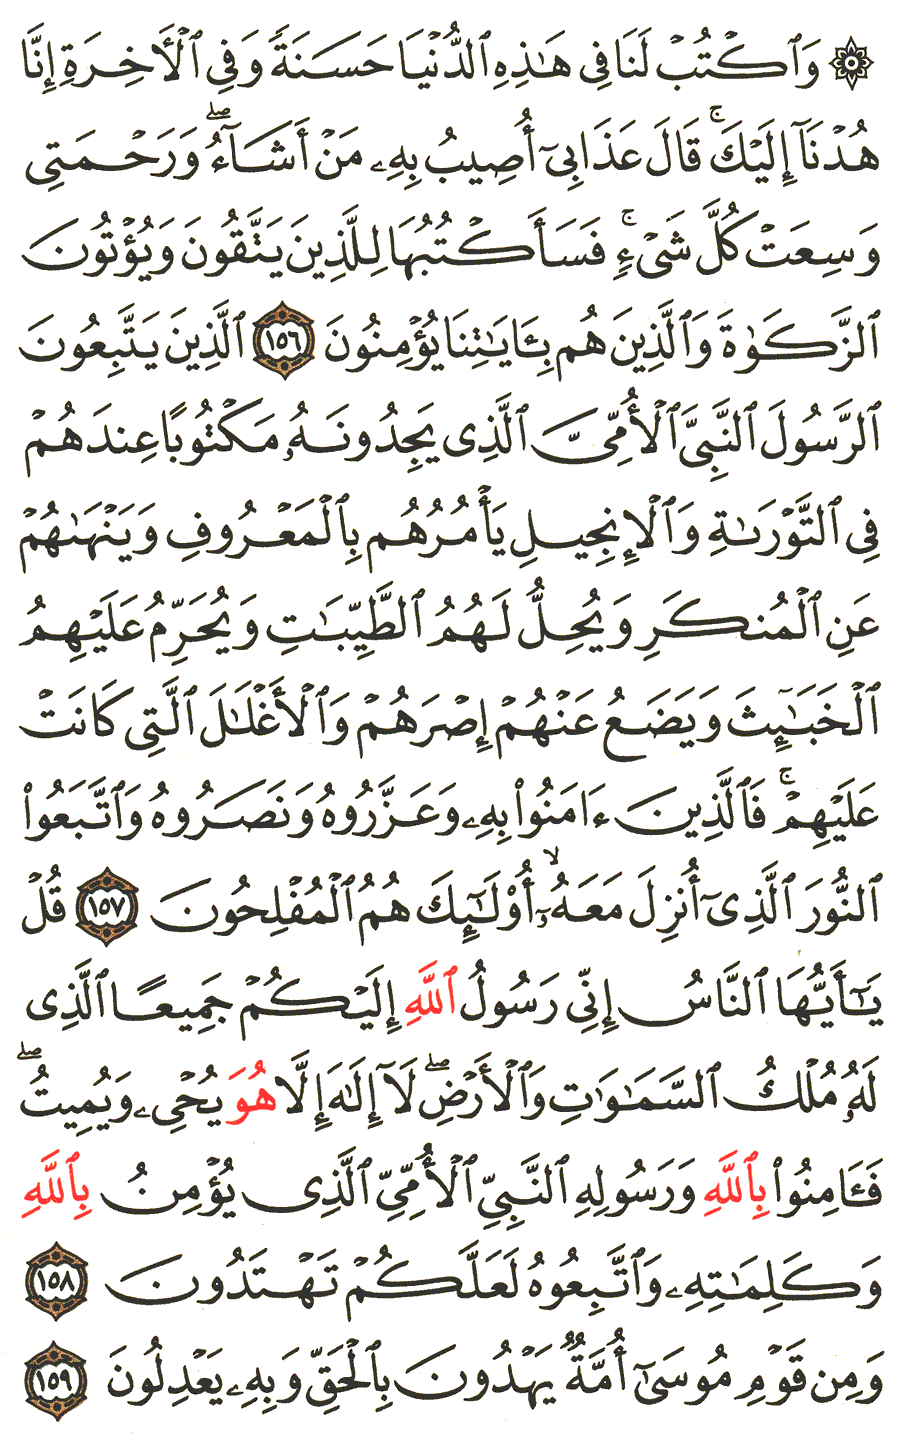 ۞ وَٱكْتُبْ لَنَا فِى هَـٰذِهِ ٱلدُّنْيَا حَسَنَةً وَفِى ٱلْـَٔاخِرَةِ إِنَّا
هُدْنَآ إِلَيْكَ ۚ قَالَ عَذَابِىٓ أُصِيبُ بِهِۦ مَنْ أَشَآءُ ۖ وَرَحْمَتِى
وَسِعَتْ كُلَّ شَىْءٍ ۚ فَسَأَكْتُبُهَا لِلَّذِينَ يَتَّقُونَ وَيُؤْتُونَ
ٱلزَّكَوٰةَ وَٱلَّذِينَ هُم بِـَٔايَـٰتِنَا يُؤْمِنُونَ ١٥٦ ٱلَّذِينَ يَتَّبِعُونَ
ٱلرَّسُولَ ٱلنَّبِىَّ ٱلْأُمِّىَّ ٱلَّذِى يَجِدُونَهُۥ مَكْتُوبًا عِندَهُمْ
فِى ٱلتَّوْرَىٰةِ وَٱلْإِنجِيلِ يَأْمُرُهُم بِٱلْمَعْرُوفِ وَيَنْهَىٰهُمْ
عَنِ ٱلْمُنكَرِ وَيُحِلُّ لَهُمُ ٱلطَّيِّبَـٰتِ وَيُحَرِّمُ عَلَيْهِمُ
ٱلْخَبَـٰٓئِثَ وَيَضَعُ عَنْهُمْ إِصْرَهُمْ وَٱلْأَغْلَـٰلَ ٱلَّتِى كَانَتْ
عَلَيْهِمْ ۚ فَٱلَّذِينَ ءَامَنُوا۟ بِهِۦ وَعَزَّرُوهُ وَنَصَرُوهُ وَٱتَّبَعُوا۟
ٱلنُّورَ ٱلَّذِىٓ أُنزِلَ مَعَهُۥٓ ۙ أُو۟لَـٰٓئِكَ هُمُ ٱلْمُفْلِحُونَ ١٥٧ قُلْ
يَـٰٓأَيُّهَا ٱلنَّاسُ إِنِّى رَسُولُ ٱللَّهِ إِلَيْكُمْ جَمِيعًا ٱلَّذِى
لَهُۥ مُلْكُ ٱلسَّمَـٰوَٰتِ وَٱلْأَرْضِ ۖ لَآ إِلَـٰهَ إِلَّا هُوَ يُحْىِۦ وَيُمِيتُ ۖ
فَـَٔامِنُوا۟ بِٱللَّهِ وَرَسُولِهِ ٱلنَّبِىِّ ٱلْأُمِّىِّ ٱلَّذِى يُؤْمِنُ بِٱللَّهِ
وَكَلِمَـٰتِهِۦ وَٱتَّبِعُوهُ لَعَلَّكُمْ تَهْتَدُونَ ١٥٨
وَمِن قَوْمِ مُوسَىٰٓ أُمَّةٌ يَهْدُونَ بِٱلْحَقِّ وَبِهِۦ يَعْدِلُونَ ١٥٩